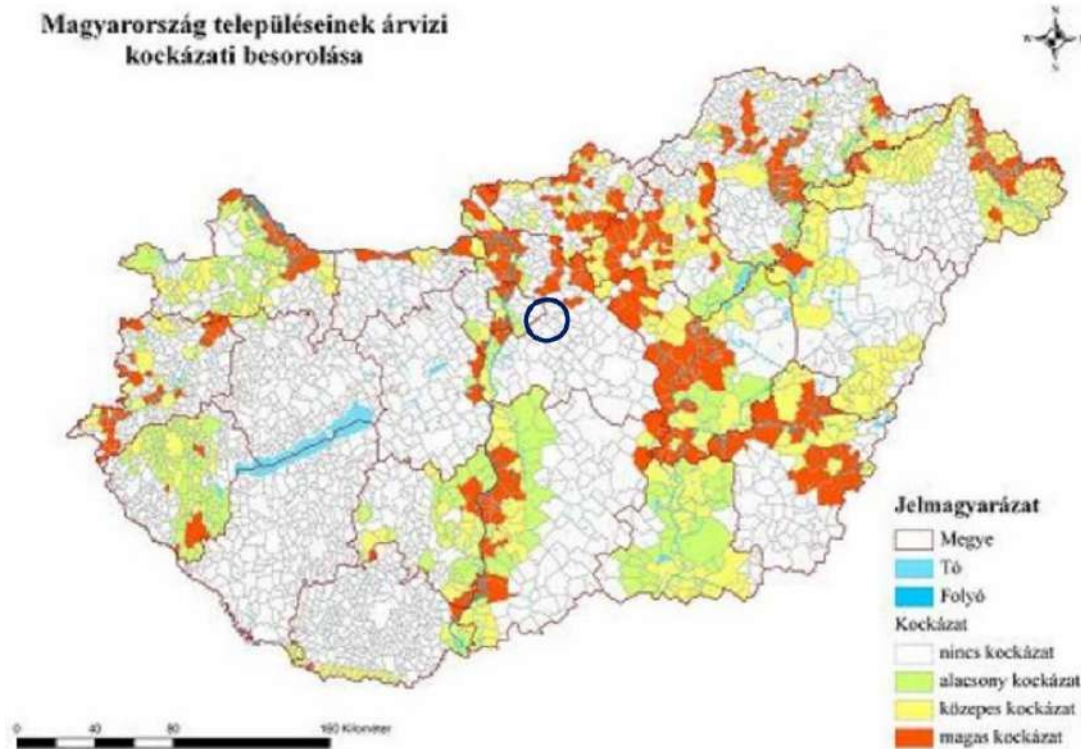 Magyarország településeinek árvizi
kockázati besorolása
N
W
Jelmagyarázat
Megye
Tó
Folyó
Kockázat
nincs kockázat
alacsony kockázat
közepes kockázat
magas kockázat
0 40 80 160 Kilométer